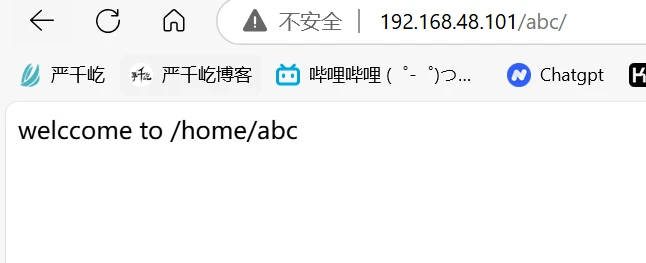 不安全 192.168.48.101/abc/
严千屹 严千屹博客 哔哩哔哩 (゜-゜)つ... Chatgpt
welccome to /home/abc